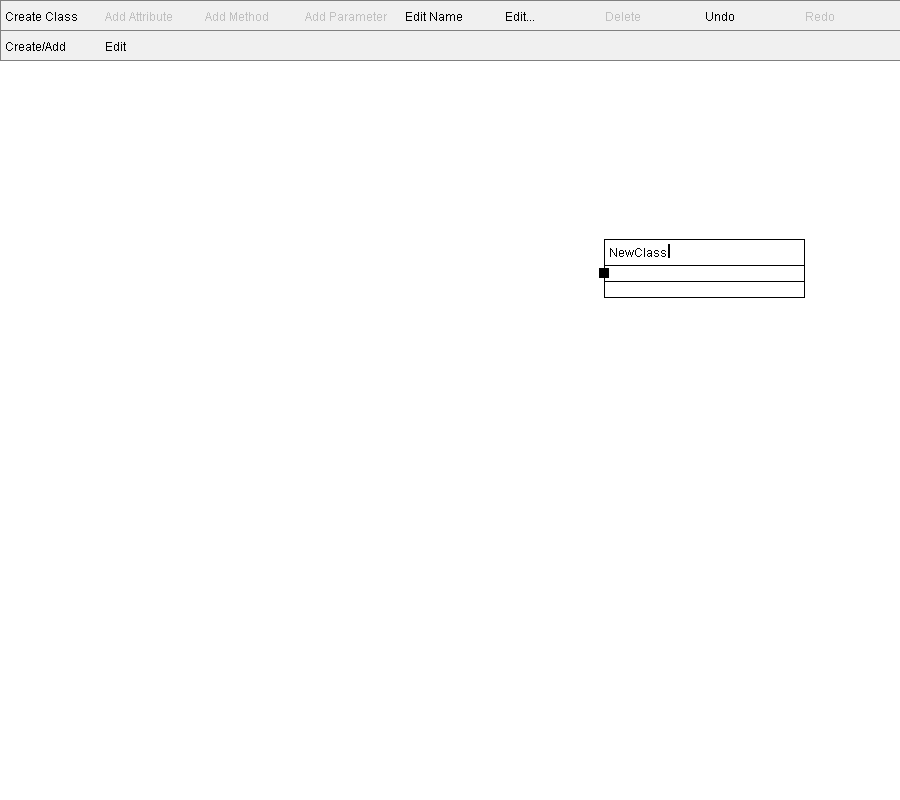 Create Class Add Attribute Add Method Add Parameter Edit Name Edit... Delete Undo Redo
Create/Add Edit
NewClass